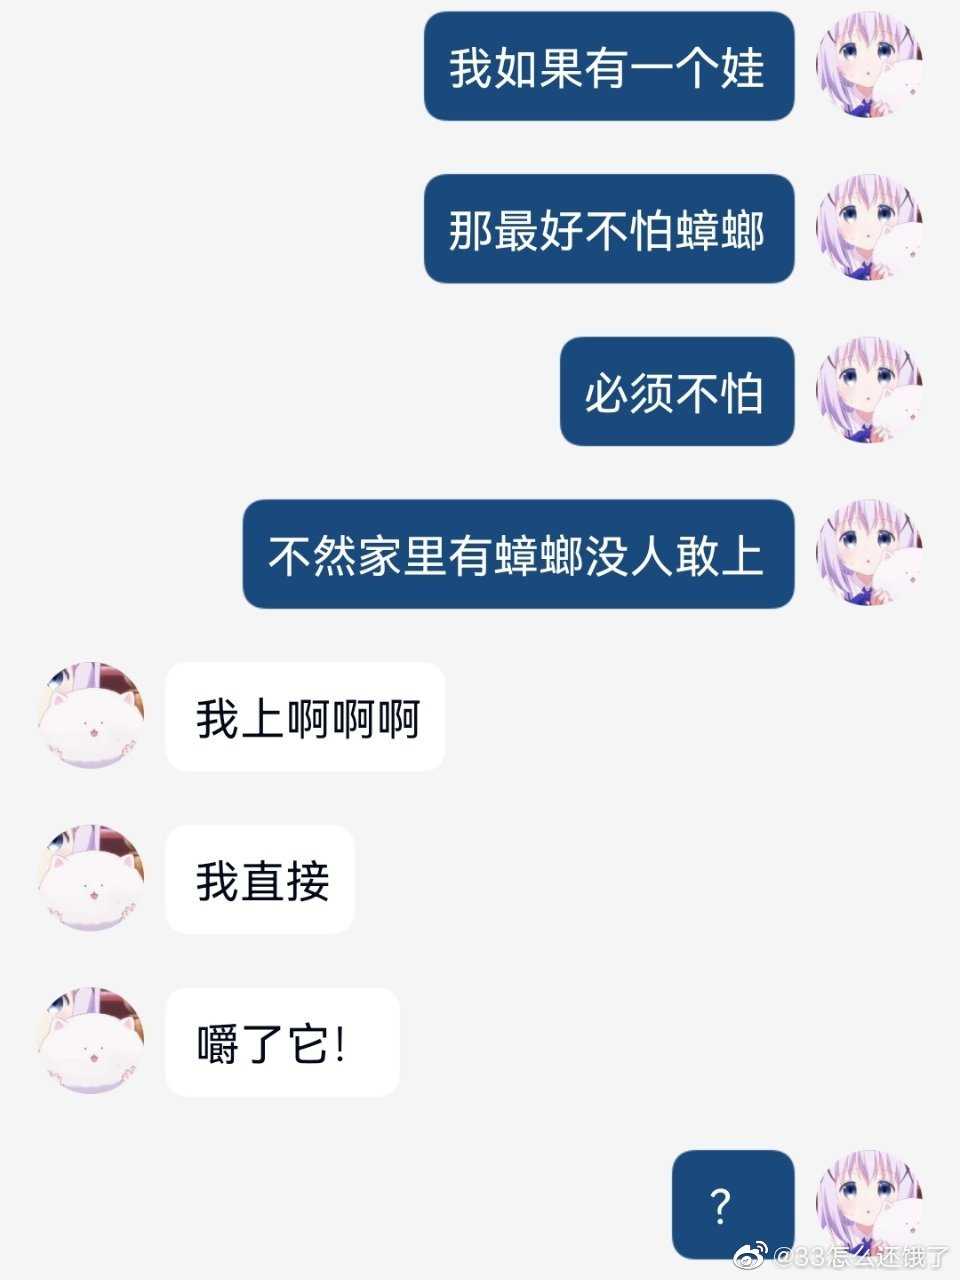 我如果有一个娃
那最好不怕蟑螂
必须不怕
不然家里有蟑螂没人敢上
我上啊啊啊
我直接
嚼了它!
?
@33怎么还饿了